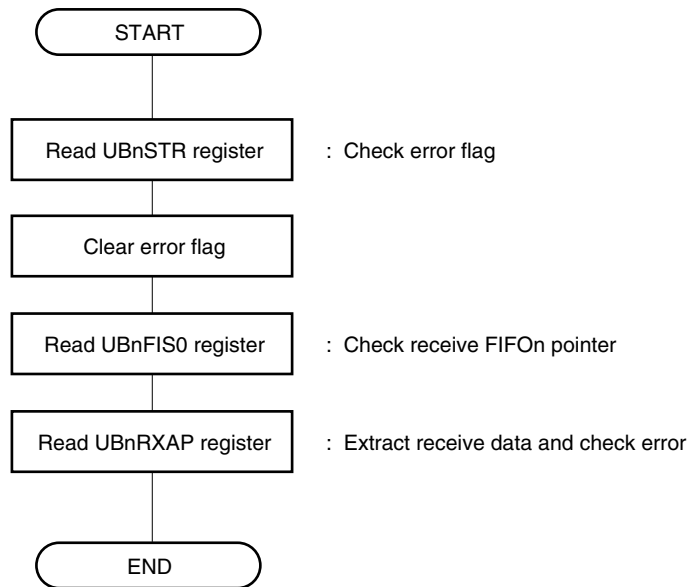 START
Read UBnSTR register : Check error flag
Clear error flag
Read UBnFIS0 register : Check receive FIFOn pointer
Read UBnRXAP register : Extract receive data and check error
END